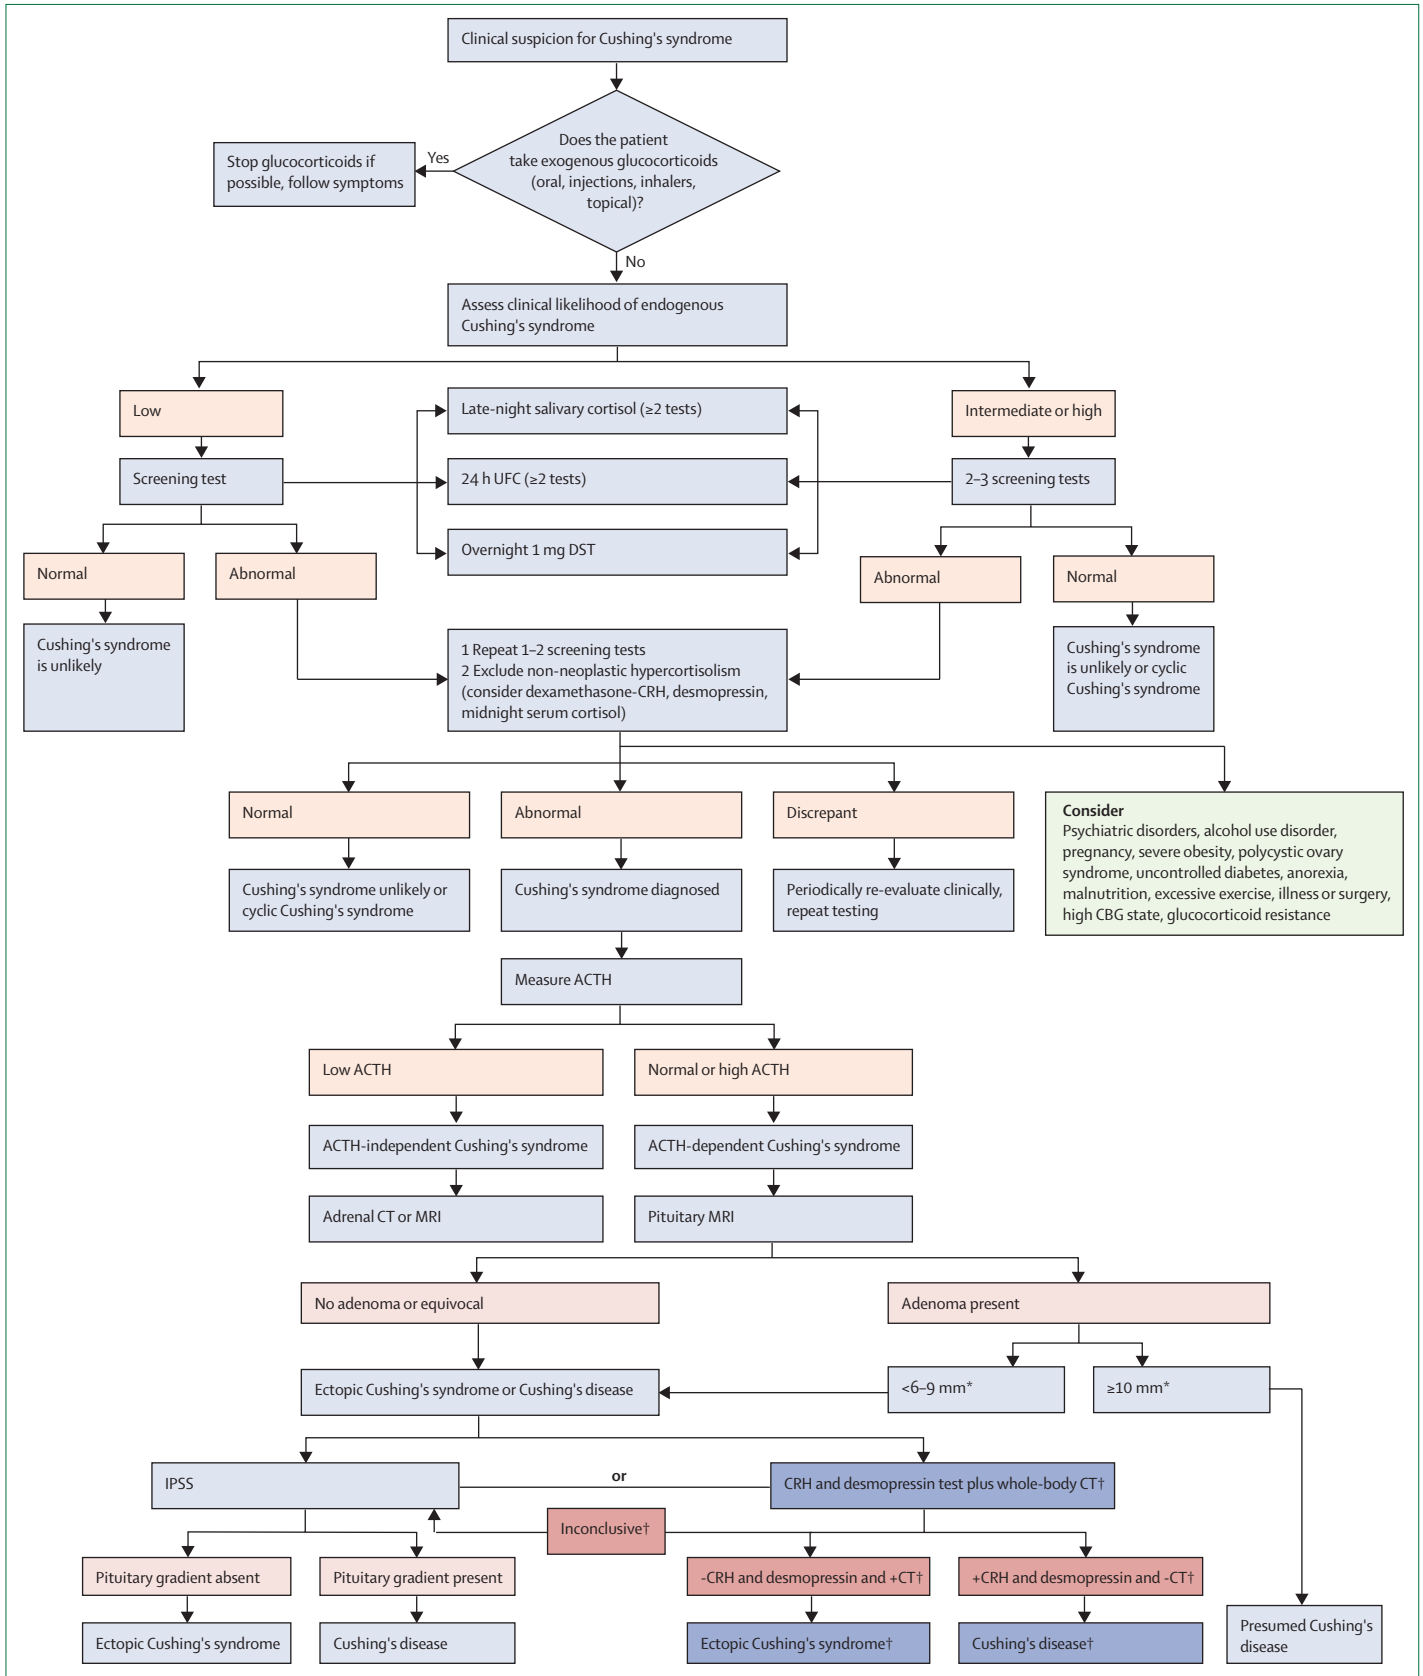 Clinical suspicion for Cushing's syndrome
Does the patient
take exogenous glucocorticoids
(oral, injections, inhalers,
topical)?
Yes
Stop glucocorticoids if
possible, follow symptoms
No
Assess clinical likelihood of endogenous
Cushing's syndrome
Low
Late-night salivary cortisol (≥2 tests)
Intermediate or high
Screening test
24 h UFC (≥2 tests)
2–3 screening tests
Overnight 1 mg DST
Normal
Abnormal
Abnormal
Normal
Cushing's syndrome
is unlikely
1 Repeat 1–2 screening tests
2 Exclude non-neoplastic hypercortisolism
(consider dexamethasone-CRH, desmopressin,
midnight serum cortisol)
Cushing's syndrome
is unlikely or cyclic
Cushing's syndrome
Normal
Abnormal
Discrepant
Consider
Psychiatric disorders, alcohol use disorder,
pregnancy, severe obesity, polycystic ovary
syndrome, uncontrolled diabetes, anorexia,
malnutrition, excessive exercise, illness or surgery,
high CBG state, glucocorticoid resistance
Cushing's syndrome unlikely or
cyclic Cushing's syndrome
Cushing's syndrome diagnosed
Periodically re-evaluate clinically,
repeat testing
Measure ACTH
Low ACTH
Normal or high ACTH
ACTH-independent Cushing's syndrome
ACTH-dependent Cushing's syndrome
Adrenal CT or MRI
Pituitary MRI
No adenoma or equivocal
Adenoma present
Ectopic Cushing's syndrome or Cushing's disease
<6–9 mm*
≥10 mm*
IPSS
or
CRH and desmopressin test plus whole-body CT†
Inconclusive†
Pituitary gradient absent
Pituitary gradient present
-CRH and desmopressin and +CT†
+CRH and desmopressin and -CT†
Ectopic Cushing's syndrome
Cushing's disease
Ectopic Cushing's syndrome†
Cushing's disease†
Presumed Cushing's
disease